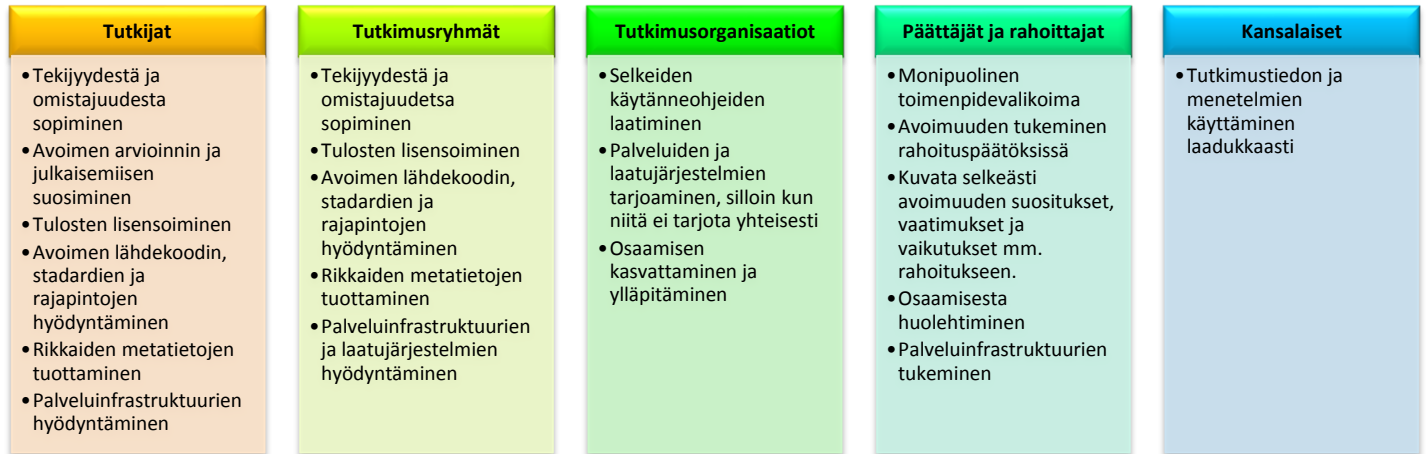 Tutkijat
•Tekijyydestä ja
omistajuudesta
sopiminen
•Avoimen arvioinnin ja
julkaisemiisen
suosiminen
•Tulosten lisensoiminen
•Avoimen lähdekoodin,
stadardien ja
rajapintojen
hyödyntäminen
•Rikkaiden metatietojen
tuottaminen
•Palveluinfrastruktuurien
hyödyntäminen
Tutkimusryhmät
•Tekijyydestä ja
omistajuudetsa
sopiminen
•Tulosten lisensoiminen
•Avoimen lähdekoodin,
stadardien ja
rajapintojen
hyödyntäminen
•Rikkaiden metatietojen
tuottaminen
•Palveluinfrastruktuurien
ja laatujärjestelmien
hyödyntäminen
Tutkimusorganisaatiot
•Selkeiden
käytänneohjeiden
laatiminen
•Palveluiden ja
laatujärjestelmien
tarjoaminen, silloin kun
niitä ei tarjota yhteisesti
•Osaamisen
kasvattaminen ja
ylläpitäminen
Päättäjät ja rahoittajat
•Monipuolinen
toimenpidevalikoima
•Avoimuuden tukeminen
rahoituspäätöksissä
•Kuvata selkeästi
avoimuuden suositukset,
vaatimukset ja
vaikutukset mm.
rahoitukseen.
•Osaamisesta
huolehtiminen
•Palveluinfrastruktuurien
tukeminen
Kansalaiset
•Tutkimustiedon ja
menetelmien
käyttäminen
laadukkaasti